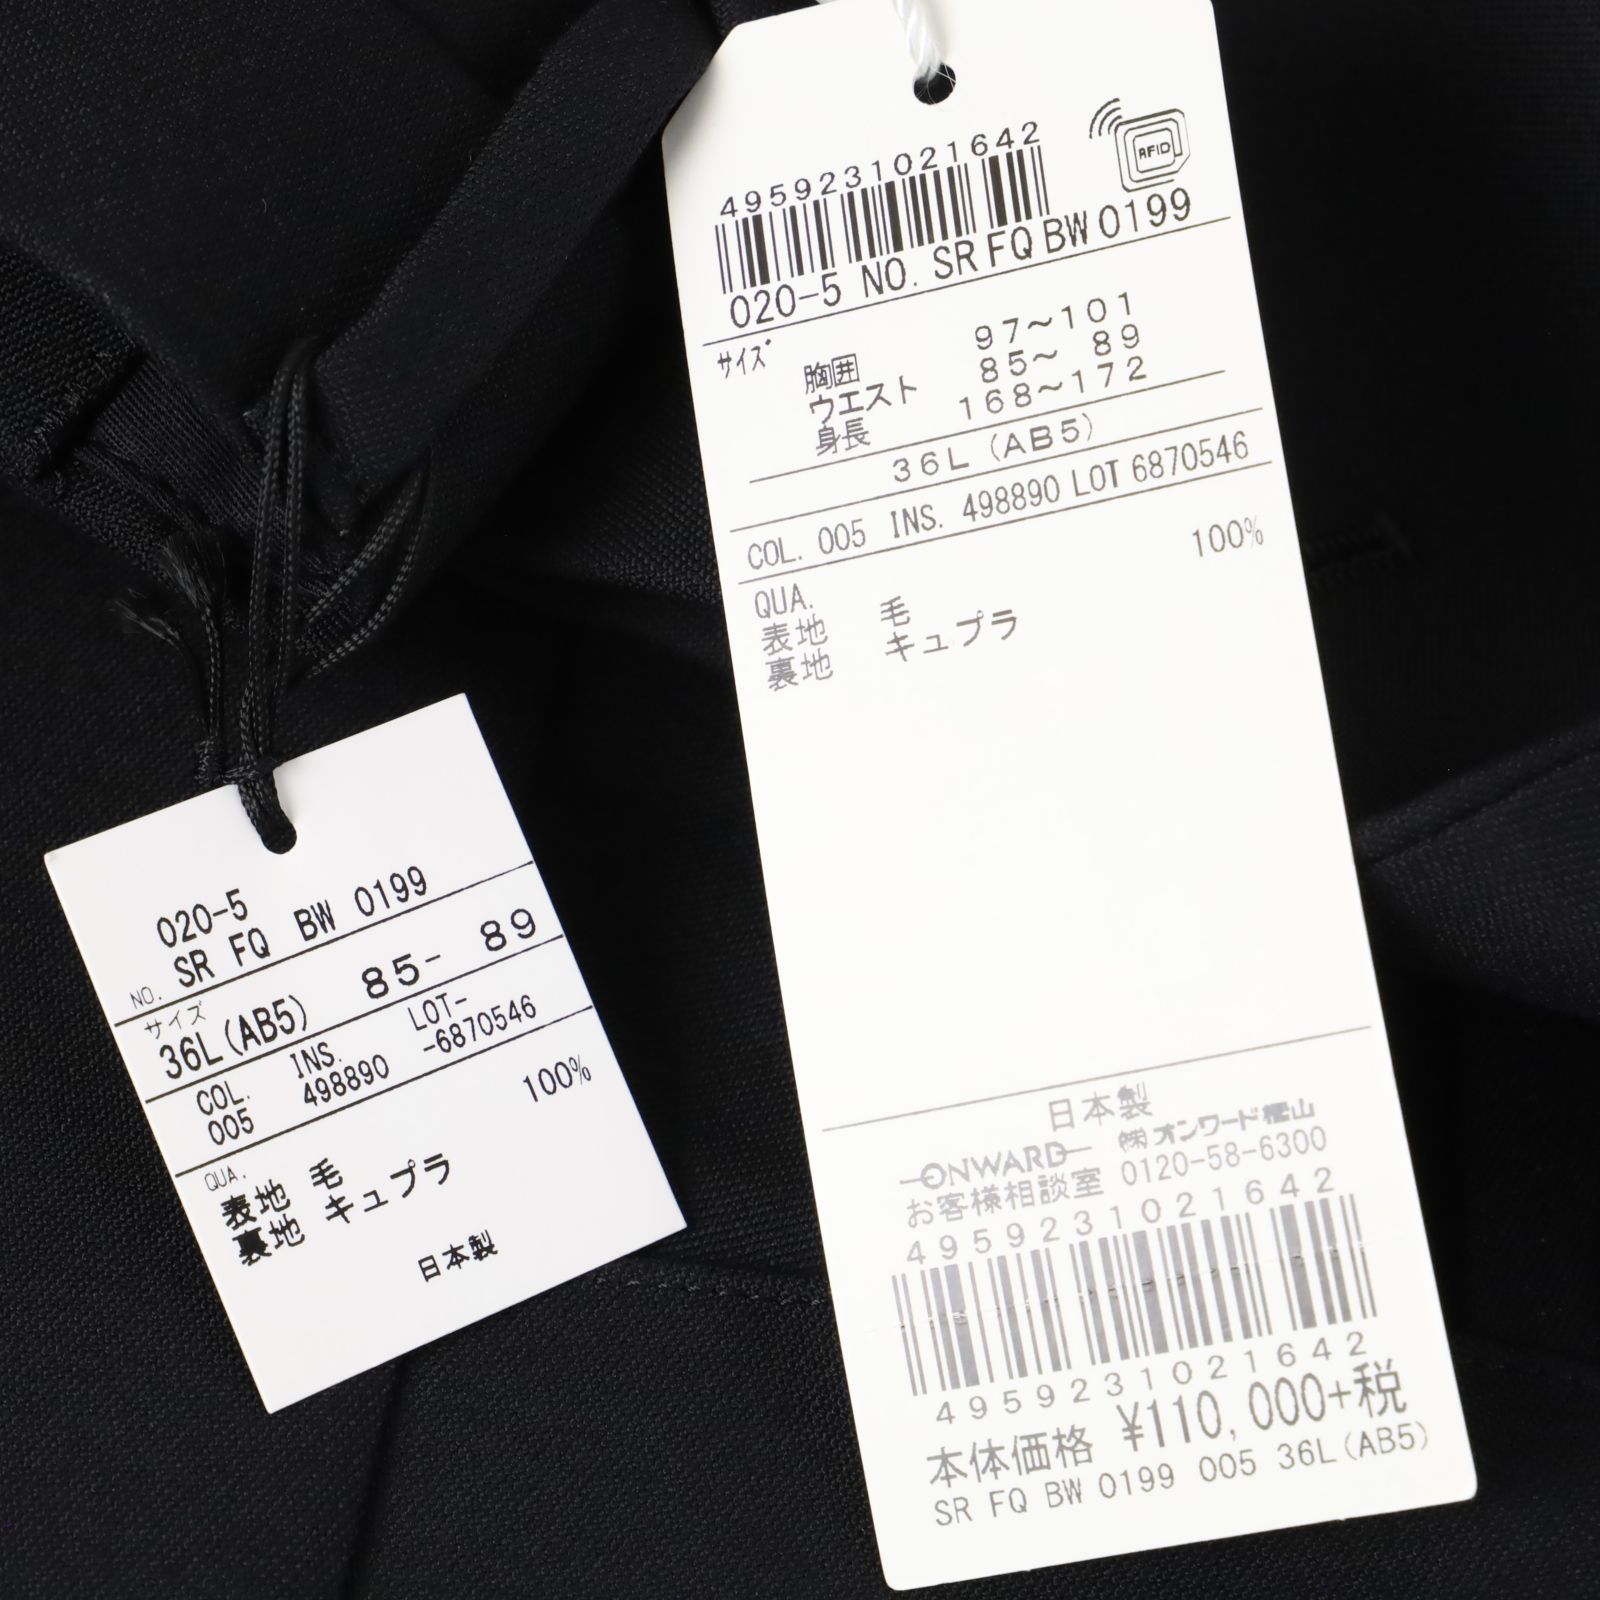 4959231021642
RFID
020-5 NO. SR FQ BW 0199
サイズ
胸囲 97~101
ウエスト 85~ 89
身長 168~172
36L (AB5)
COL. 005 INS. 498890 LOT 6870546
QUA.
表地 毛 100%
裏地 キュプラ
日本製
ONWARD ㈱オンワード樫山
お客様相談室 0120-58-6300
4959231021642
4959231021642
本体価格 ¥110,000+税
SR FQ BW 0199 005 36L(AB5)
020-5
NO. SR FQ BW 0199
サイズ
36L(AB5) 85- 89
COL. INS. LOT-
005 498890 -6870546
QUA.
表地 毛 100%
裏地 キュプラ
日本製